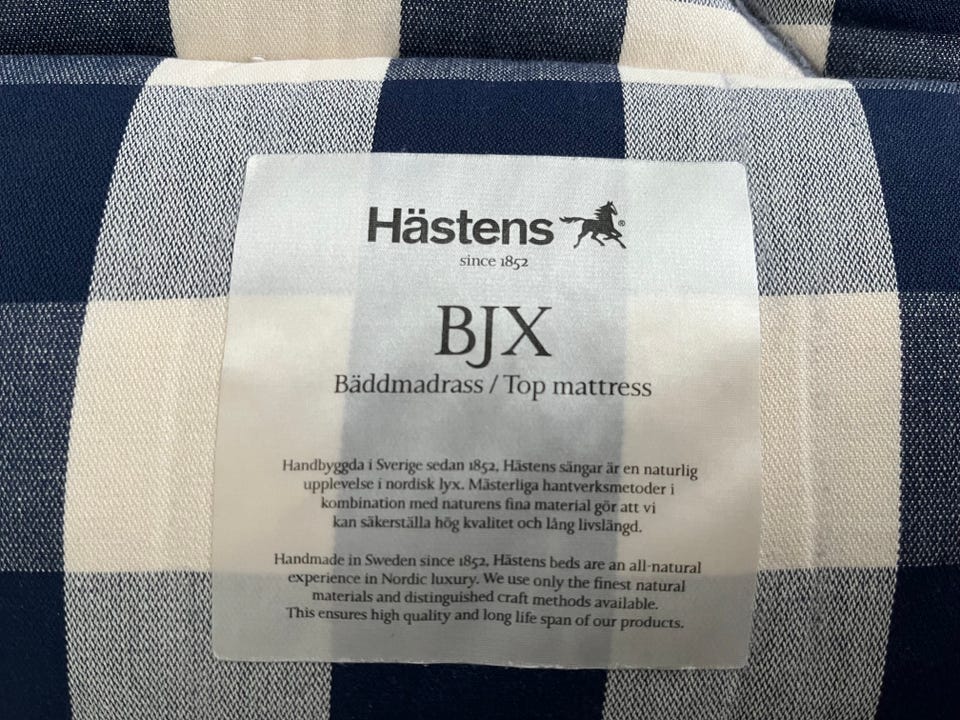 Hästens ®
since 1852
BJX
Bäddmadrass / Top mattress
Handbyggda i Sverige sedan 1852, Hästens sängar är en naturlig
upplevelse i nordisk lyx. Mästerliga hantverksmetoder i
kombination med naturens fina material gör att vi
kan säkerställa hög kvalitet och lång livslängd.
Handmade in Sweden since 1852, Hästens beds are an all-natural
experience in Nordic luxury. We use only the finest natural
materials and distinguished craft methods available.
This ensures high quality and long life span of our products.